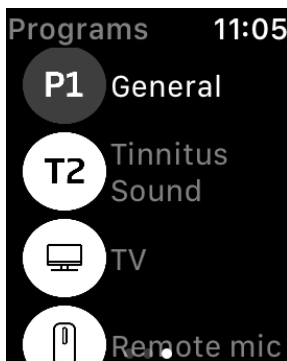 Programs 11:05
P1 General
T2 Tinnitus
Sound
TV
Remote mic